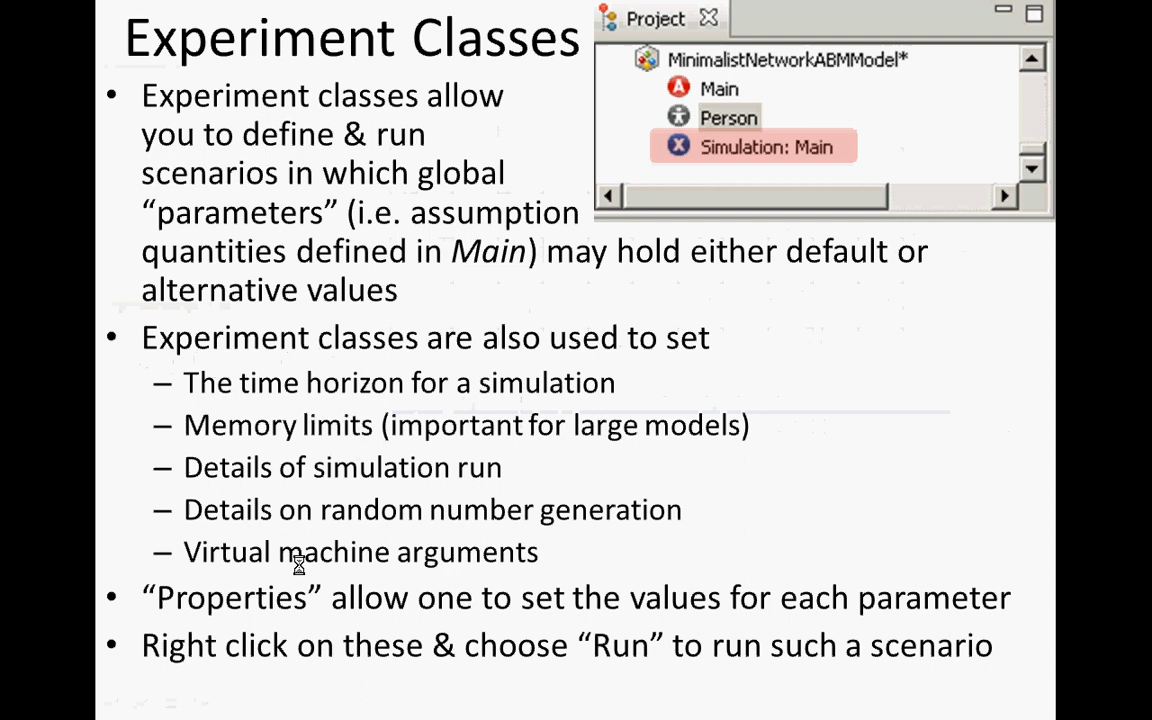 Experiment Classes
Project
MinimalistNetworkABMModel*
Main
Person
Simulation: Main
• Experiment classes allow
you to define & run
scenarios in which global
“parameters” (i.e. assumption
quantities defined in Main) may hold either default or
alternative values
• Experiment classes are also used to set
– The time horizon for a simulation
– Memory limits (important for large models)
– Details of simulation run
– Details on random number generation
– Virtual machine arguments
• “Properties” allow one to set the values for each parameter
• Right click on these & choose “Run” to run such a scenario